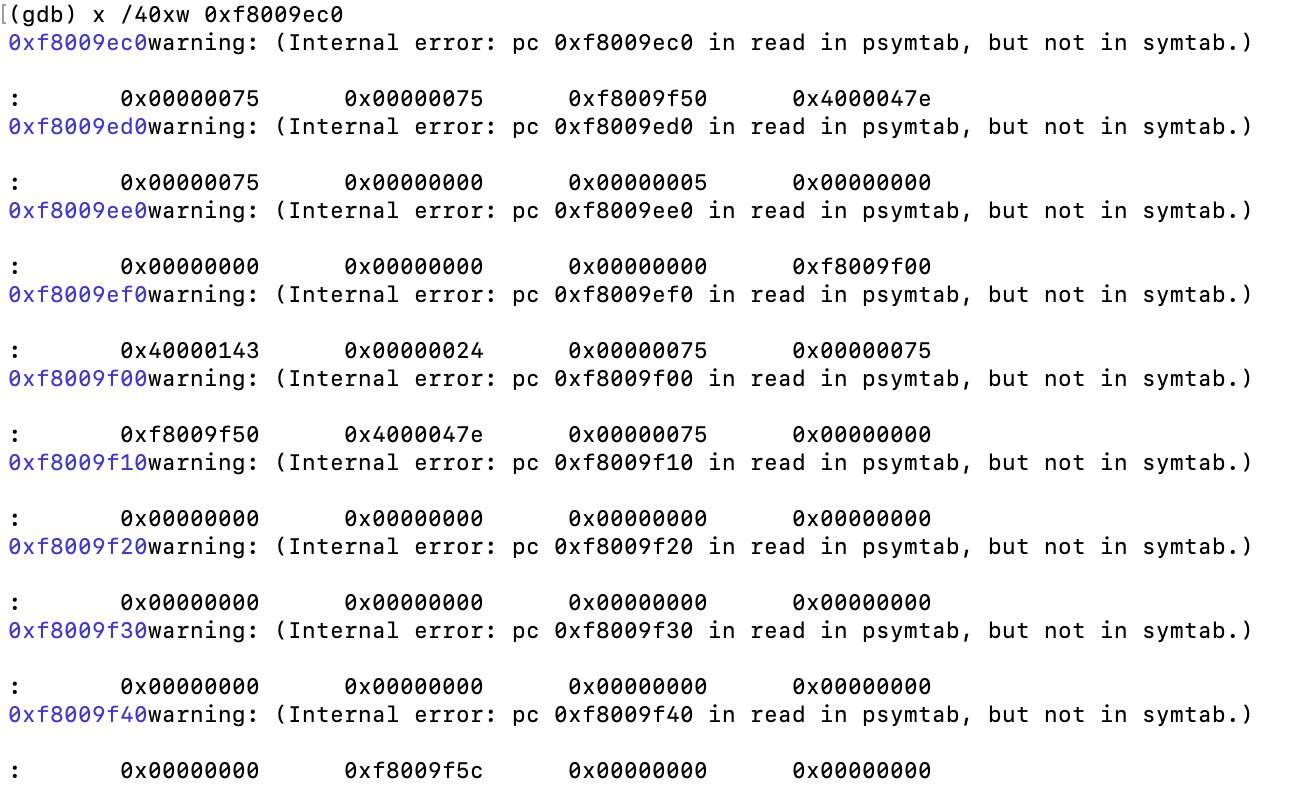 [(gdb) x /40xw 0xf8009ec0
0xf8009ec0warning: (Internal error: pc 0xf8009ec0 in read in psymtab, but not in symtab.)
:       0x00000075      0x00000075      0xf8009f50      0x4000047e
0xf8009ed0warning: (Internal error: pc 0xf8009ed0 in read in psymtab, but not in symtab.)
:       0x00000075      0x00000000      0x00000005      0x00000000
0xf8009ee0warning: (Internal error: pc 0xf8009ee0 in read in psymtab, but not in symtab.)
:       0x00000000      0x00000000      0x00000000      0xf8009f00
0xf8009ef0warning: (Internal error: pc 0xf8009ef0 in read in psymtab, but not in symtab.)
:       0x40000143      0x00000024      0x00000075      0x00000075
0xf8009f00warning: (Internal error: pc 0xf8009f00 in read in psymtab, but not in symtab.)
:       0xf8009f50      0x4000047e      0x00000075      0x00000000
0xf8009f10warning: (Internal error: pc 0xf8009f10 in read in psymtab, but not in symtab.)
:       0x00000000      0x00000000      0x00000000      0x00000000
0xf8009f20warning: (Internal error: pc 0xf8009f20 in read in psymtab, but not in symtab.)
:       0x00000000      0x00000000      0x00000000      0x00000000
0xf8009f30warning: (Internal error: pc 0xf8009f30 in read in psymtab, but not in symtab.)
:       0x00000000      0x00000000      0x00000000      0x00000000
0xf8009f40warning: (Internal error: pc 0xf8009f40 in read in psymtab, but not in symtab.)
:       0x00000000      0xf8009f5c      0x00000000      0x00000000